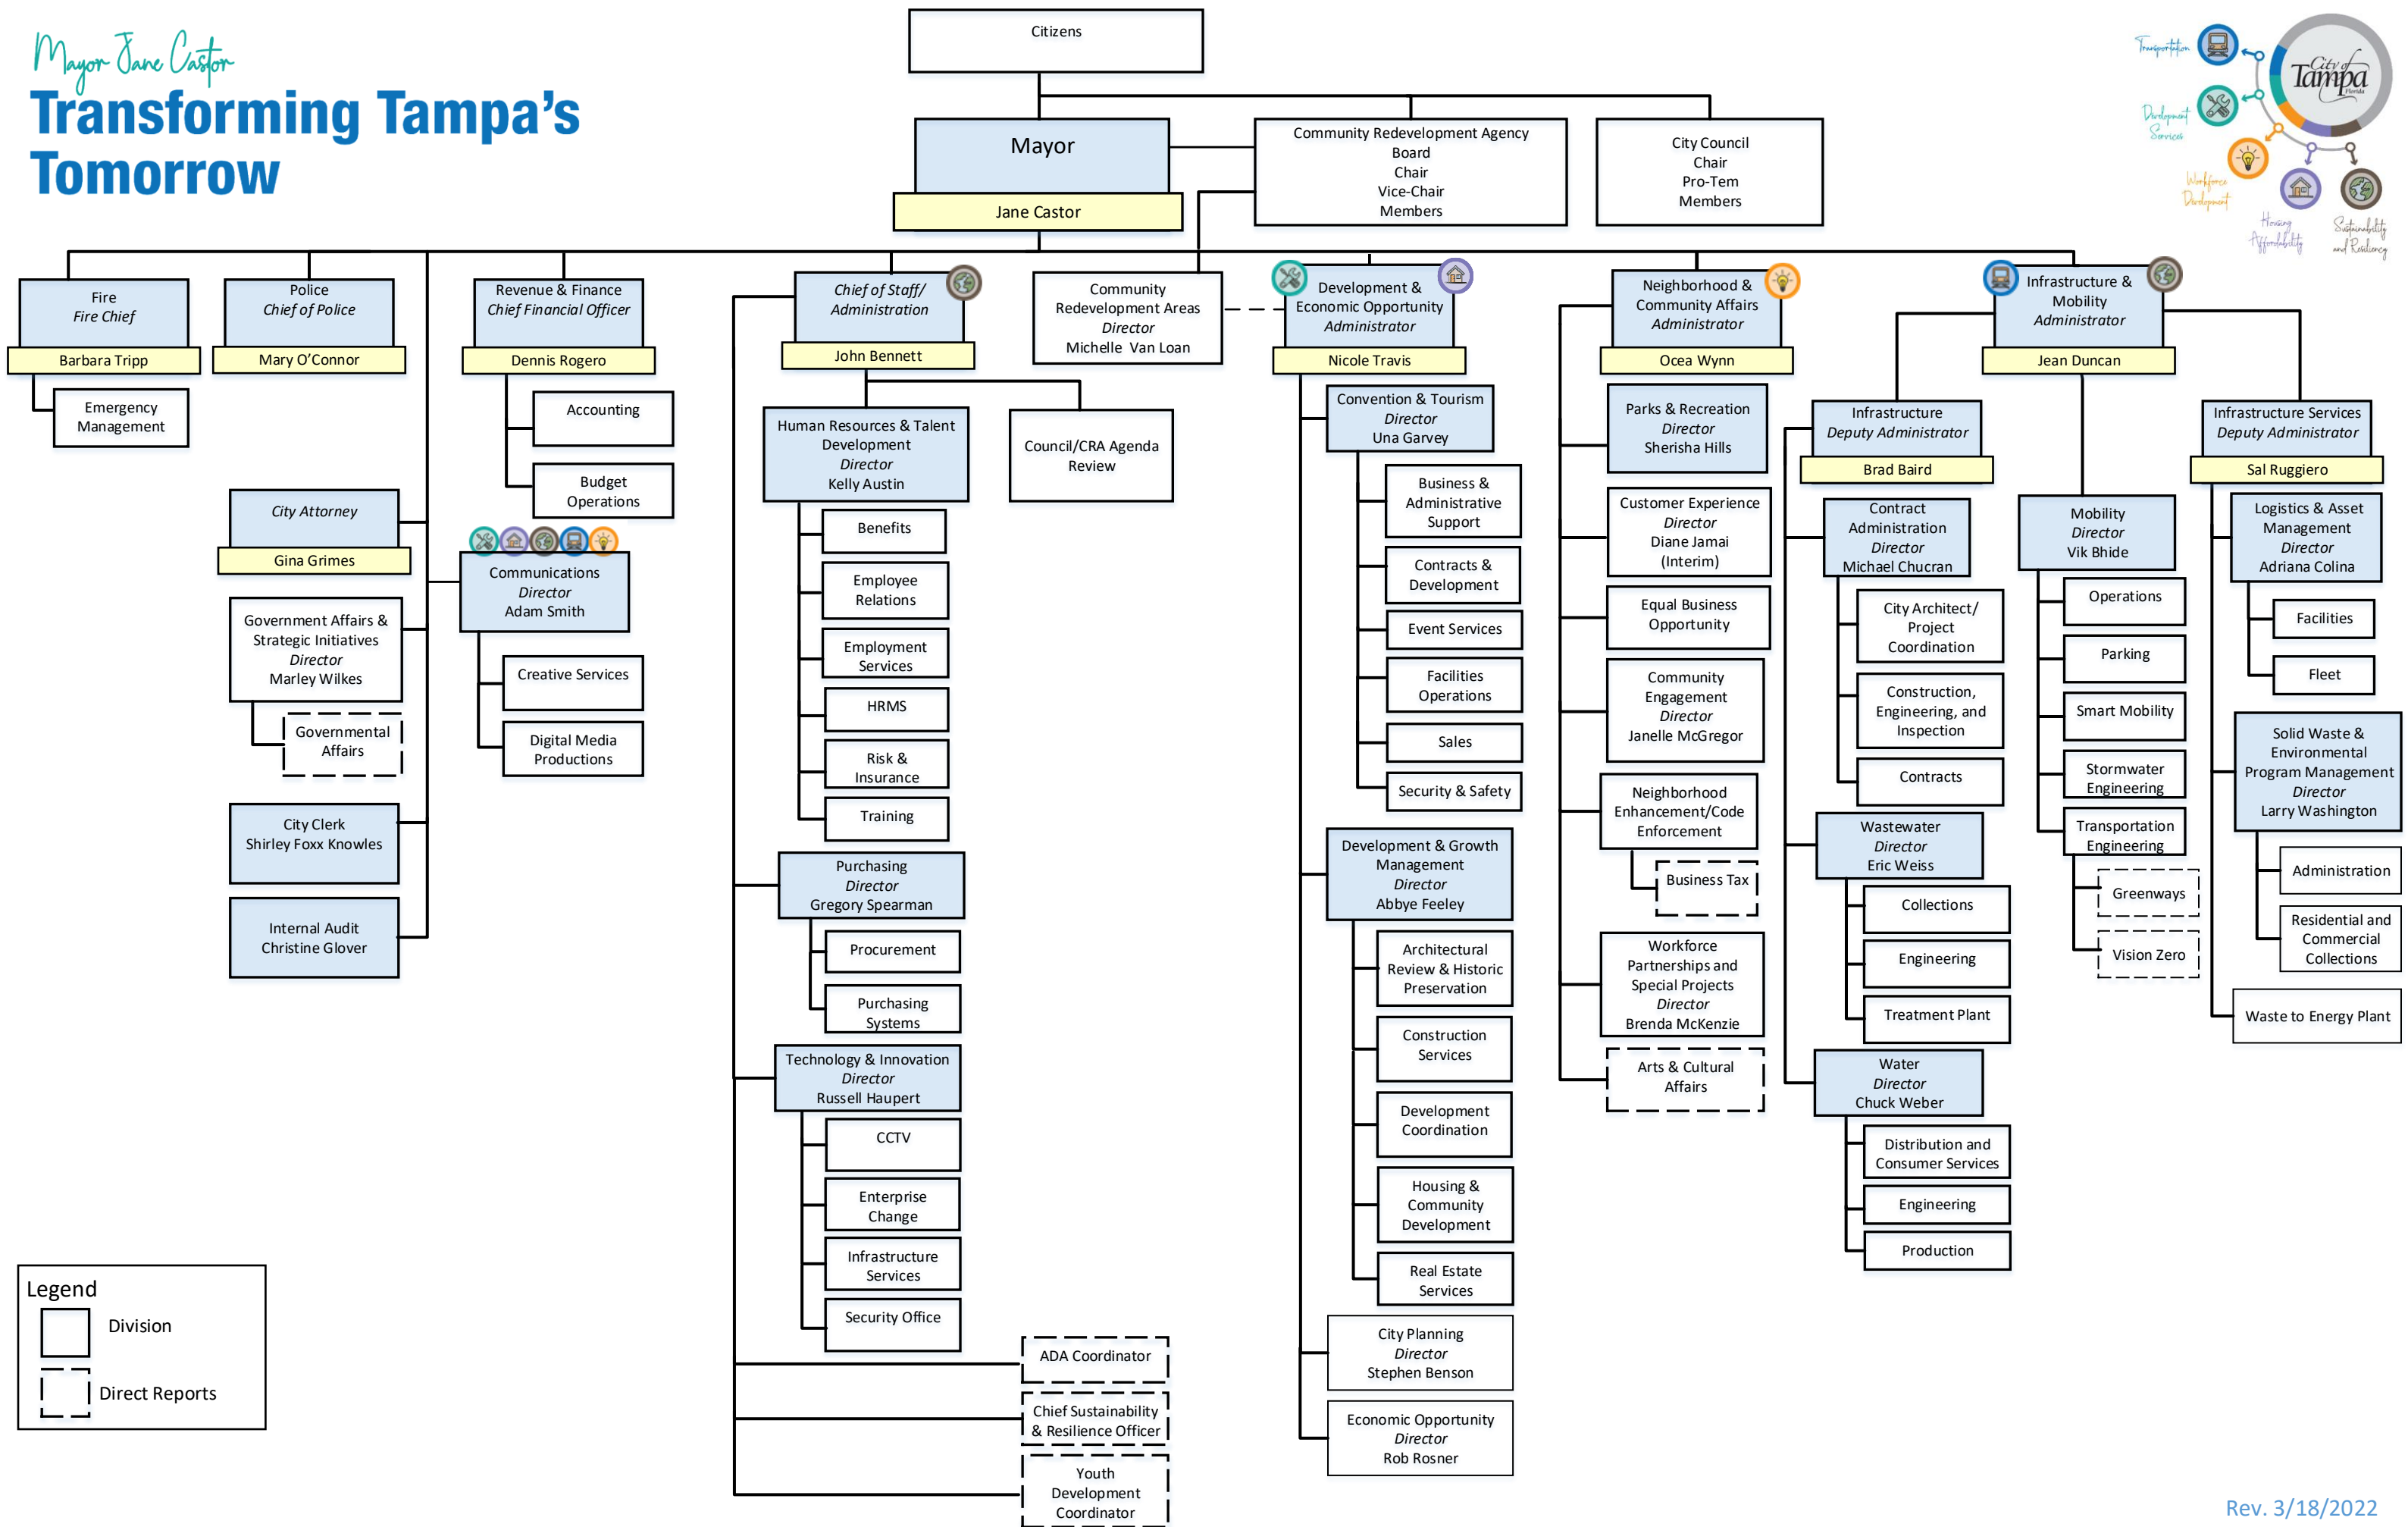 Mayor Jane Castor
Transforming Tampa's
Tomorrow
Citizens
Mayor
Jane Castor
Community Redevelopment Agency
Board
Chair
Vice-Chair
Members
City Council
Chair
Pro-Tem
Members
Transportation
Development
Services
Workforce
Development
Housing
Affordability
Sustainability
and Resiliency
City of
Tampa
Florida
Fire
Fire Chief
Barbara Tripp
Emergency
Management
Police
Chief of Police
Mary O'Connor
Revenue & Finance
Chief Financial Officer
Dennis Rogero
Accounting
Budget
Operations
City Attorney
Gina Grimes
Government Affairs &
Strategic Initiatives
Director
Marley Wilkes
Governmental
Affairs
City Clerk
Shirley Foxx Knowles
Internal Audit
Christine Glover
Communications
Director
Adam Smith
Creative Services
Digital Media
Productions
Chief of Staff/
Administration
John Bennett
Human Resources & Talent
Development
Director
Kelly Austin
Council/CRA Agenda
Review
Benefits
Employee
Relations
Employment
Services
HRMS
Risk &
Insurance
Training
Purchasing
Director
Gregory Spearman
Procurement
Purchasing
Systems
Technology & Innovation
Director
Russell Haupert
CCTV
Enterprise
Change
Infrastructure
Services
Security Office
ADA Coordinator
Chief Sustainability
& Resilience Officer
Youth
Development
Coordinator
Community
Redevelopment Areas
Director
Michelle Van Loan
Development &
Economic Opportunity
Administrator
Nicole Travis
Convention & Tourism
Director
Una Garvey
Business &
Administrative
Support
Contracts &
Development
Event Services
Facilities
Operations
Sales
Security & Safety
Development & Growth
Management
Director
Abbye Feeley
Architectural
Review & Historic
Preservation
Construction
Services
Development
Coordination
Housing &
Community
Development
Real Estate
Services
City Planning
Director
Stephen Benson
Economic Opportunity
Director
Rob Rosner
Neighborhood &
Community Affairs
Administrator
Ocea Wynn
Parks & Recreation
Director
Sherisha Hills
Customer Experience
Director
Diane Jamai
(Interim)
Equal Business
Opportunity
Community
Engagement
Director
Janelle McGregor
Neighborhood
Enhancement/Code
Enforcement
Business Tax
Workforce
Partnerships and
Special Projects
Director
Brenda McKenzie
Arts & Cultural
Affairs
Infrastructure &
Mobility
Administrator
Jean Duncan
Infrastructure
Deputy Administrator
Brad Baird
Contract
Administration
Director
Michael Chucran
City Architect/
Project
Coordination
Construction,
Engineering, and
Inspection
Contracts
Wastewater
Director
Eric Weiss
Collections
Engineering
Treatment Plant
Water
Director
Chuck Weber
Distribution and
Consumer Services
Engineering
Production
Mobility
Director
Vik Bhide
Operations
Parking
Smart Mobility
Stormwater
Engineering
Transportation
Engineering
Greenways
Vision Zero
Infrastructure Services
Deputy Administrator
Sal Ruggiero
Logistics & Asset
Management
Director
Adriana Colina
Facilities
Fleet
Solid Waste &
Environmental
Program Management
Director
Larry Washington
Administration
Residential and
Commercial
Collections
Waste to Energy Plant
Legend
Division
Direct Reports
Rev. 3/18/2022